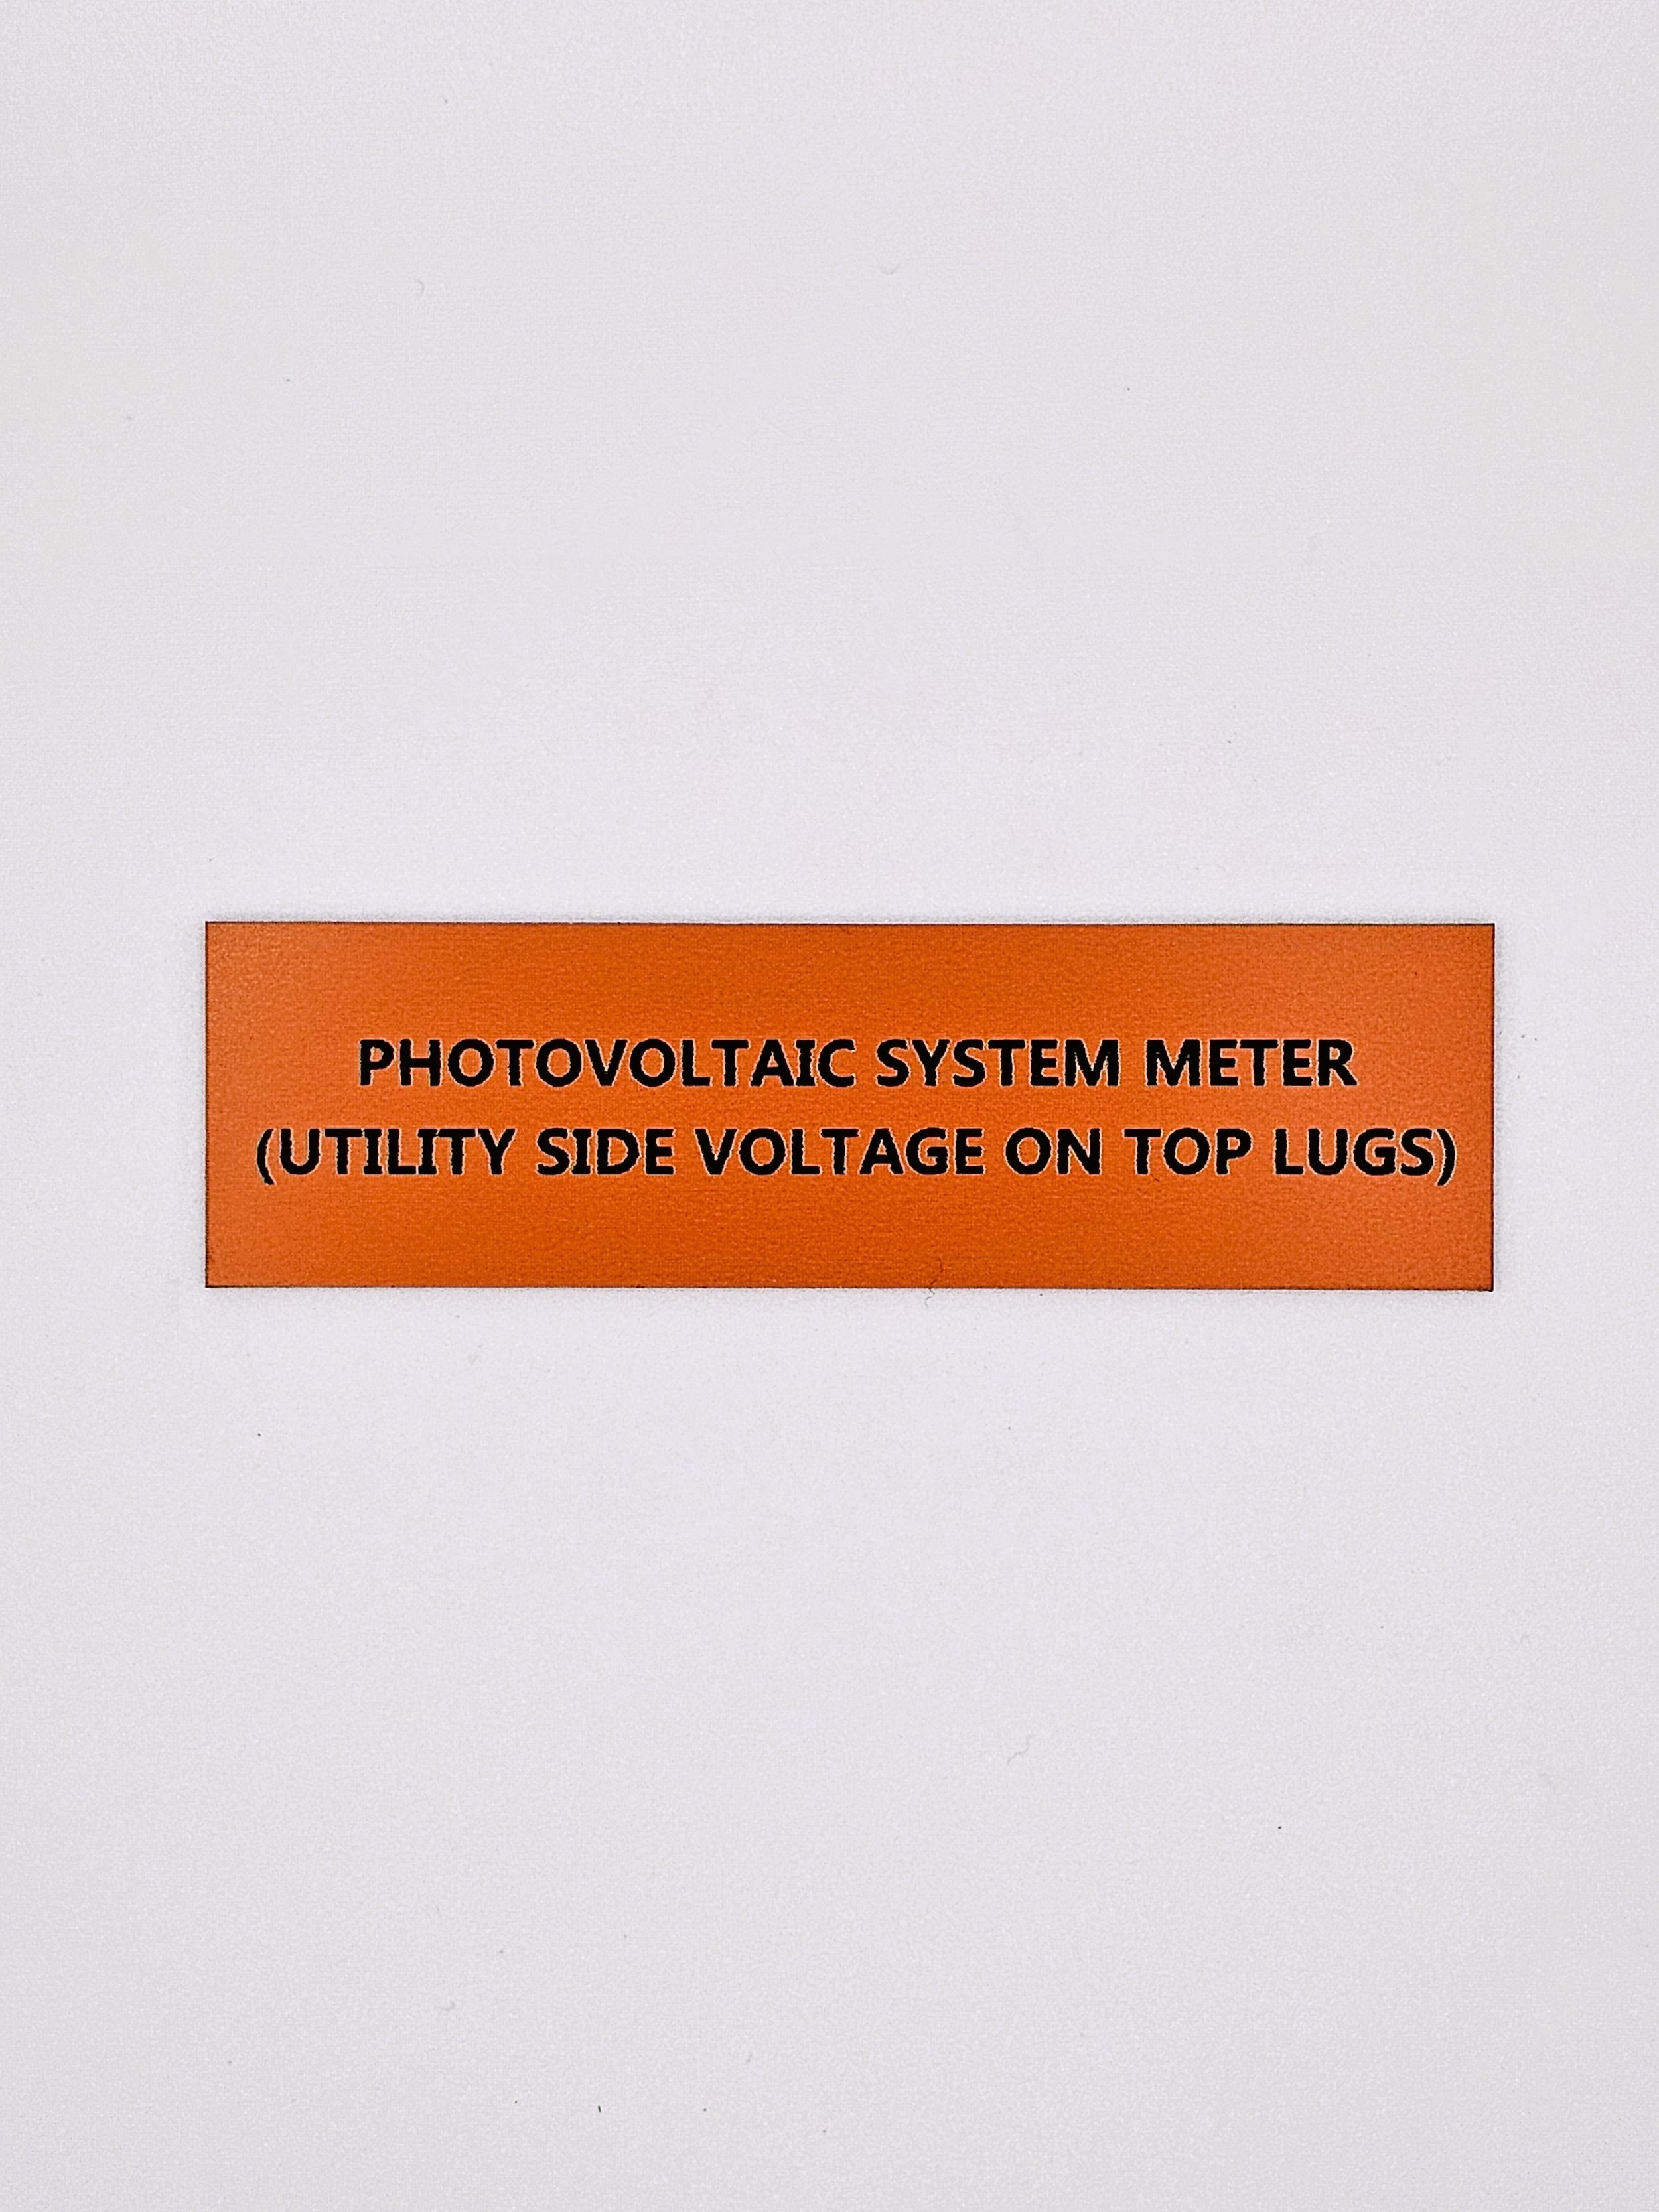 PHOTOVOLTAIC SYSTEM METER
(UTILITY SIDE VOLTAGE ON TOP LUGS)